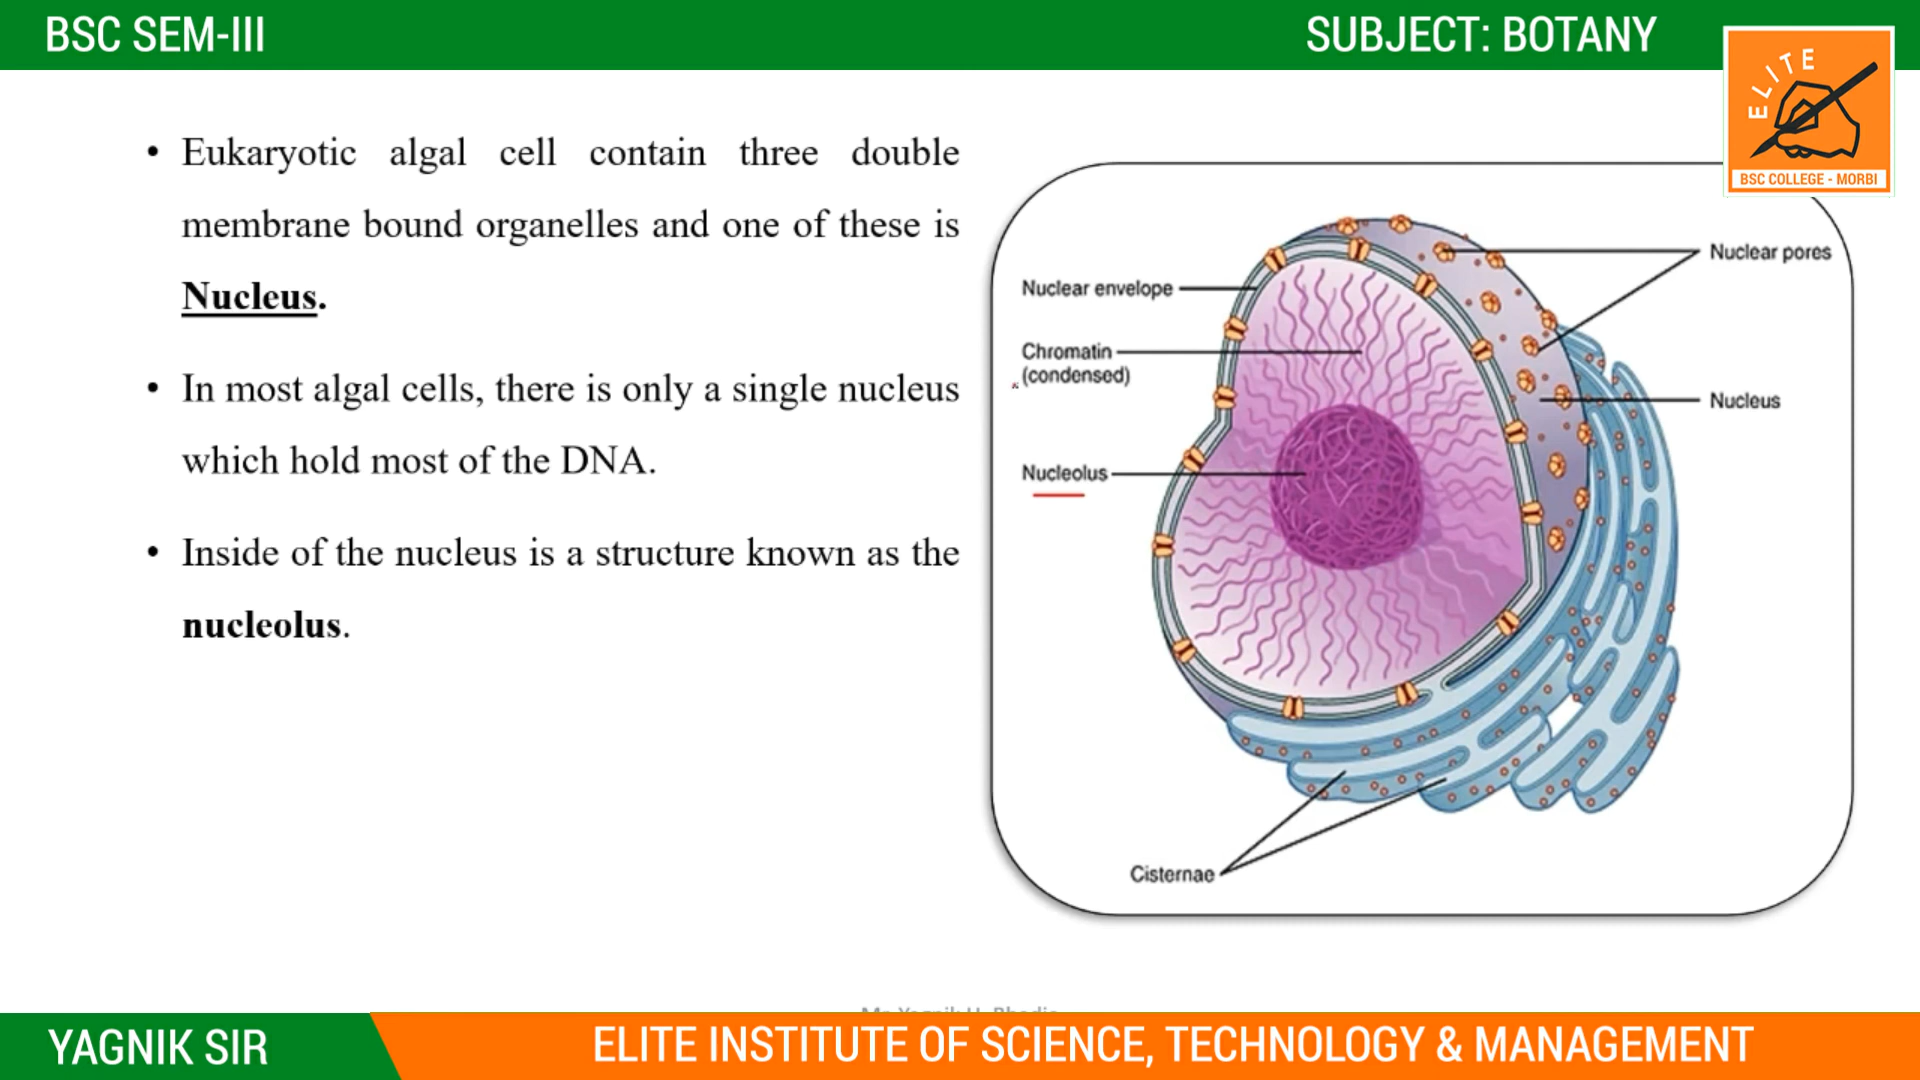 BSC SEM-III
SUBJECT: BOTANY
ELITE
BSC COLLEGE - MORBI
• Eukaryotic algal cell contain three double
membrane bound organelles and one of these is
Nucleus.
• In most algal cells, there is only a single nucleus
which hold most of the DNA.
• Inside of the nucleus is a structure known as the
nucleolus.
Nuclear pores
Nuclear envelope
Chromatin
(condensed)
Nucleus
Nucleolus
Cisternae
YAGNIK SIR
ELITE INSTITUTE OF SCIENCE, TECHNOLOGY & MANAGEMENT